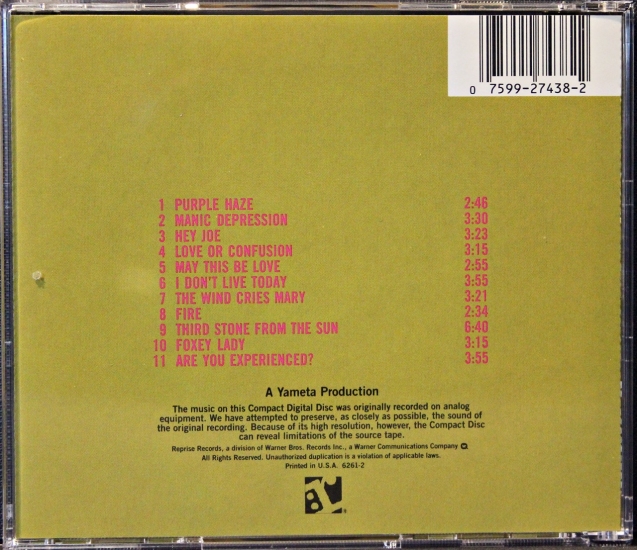 0 7599-27438-2
1 PURPLE HAZE 2:46
2 MANIC DEPRESSION 3:30
3 HEY JOE 3:23
4 LOVE OR CONFUSION 3:15
5 MAY THIS BE LOVE 2:55
6 I DON'T LIVE TODAY 3:55
7 THE WIND CRIES MARY 3:21
8 FIRE 2:34
9 THIRD STONE FROM THE SUN 6:40
10 FOXEY LADY 3:15
11 ARE YOU EXPERIENCED? 3:55
A Yameta Production
The music on this Compact Digital Disc was originally recorded on analog
equipment. We have attempted to preserve, as closely as possible, the sound of
the original recording. Because of its high resolution, however, the Compact Disc
can reveal limitations of the source tape.
Reprise Records, a division of Warner Bros. Records Inc., a Warner Communications Company
All Rights Reserved. Unauthorized duplication is a violation of applicable laws.
Printed in U.S.A. 6261-2